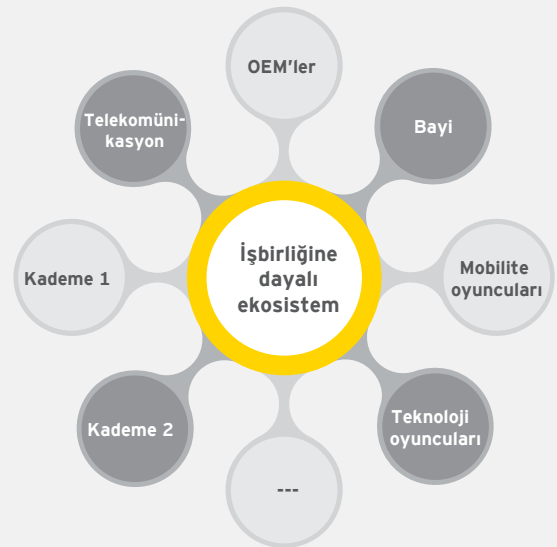 OEM'ler
Telekomüni-
kasyon
Bayi
İşbirliğine
dayalı
ekosistem
Kademe 1
Mobilite
oyuncuları
Kademe 2
Teknoloji
oyuncuları
---